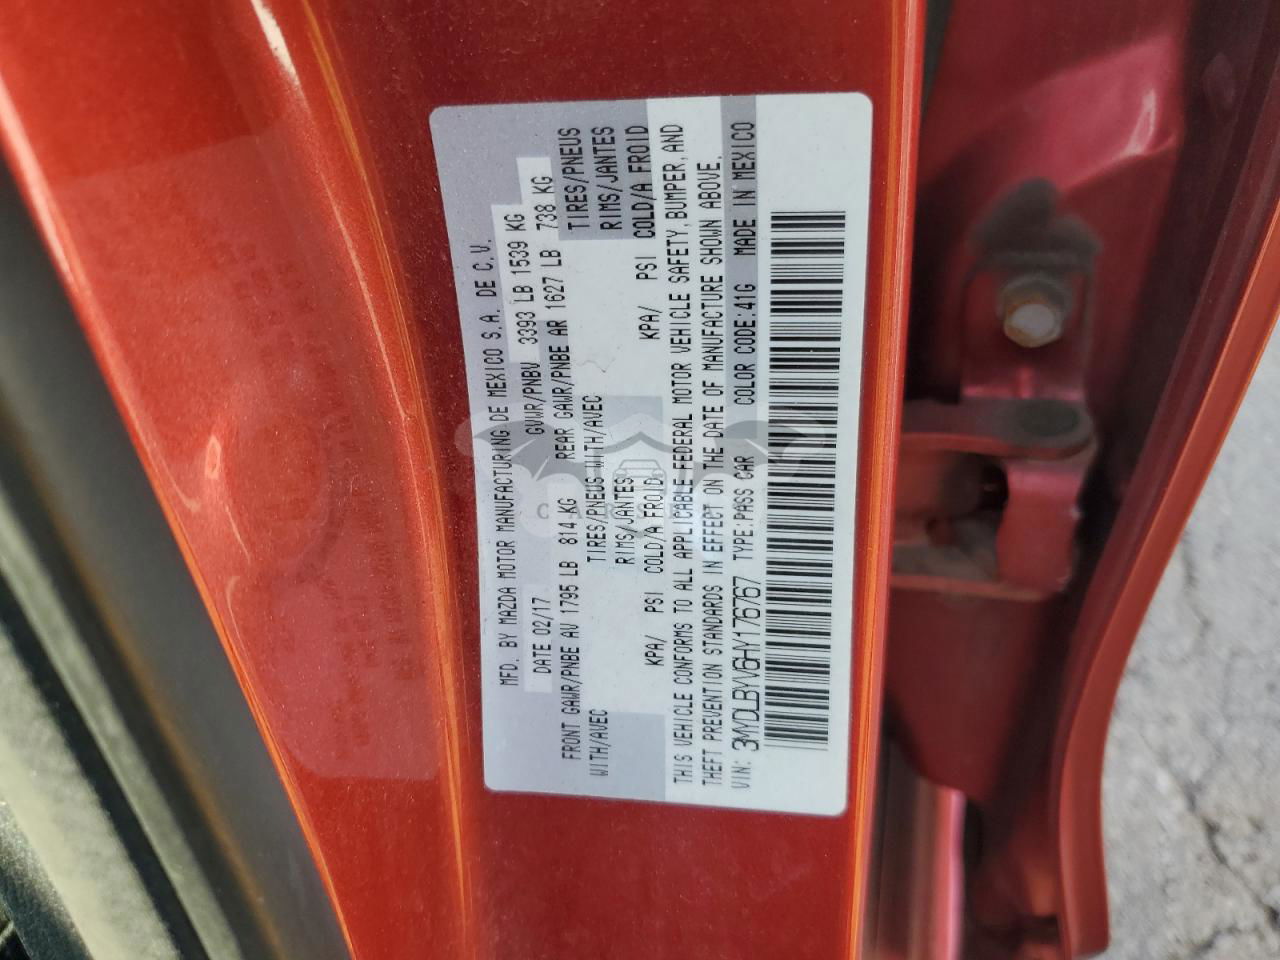 MFD. BY MAZDA MOTOR MANUFACTURING DE MEXICO S.A. DE C.V.
DATE 02/17 GVWR/PNBV 3393 LB 1539 KG
FRONT GAWR/PNBE AV 1795 LB 814 KG REAR GAWR/PNBE AR 1627 LB 738 KG
WITH/AVEC TIRES/PNEUS WITH/AVEC TIRES/PNEUS
RIMS/JANTES RIMS/JANTES
KPA/ PSI COLD/A FROID KPA/ PSI COLD/A FROID
THIS VEHICLE CONFORMS TO ALL APPLICABLE FEDERAL MOTOR VEHICLE SAFETY, BUMPER, AND
THEFT PREVENTION STANDARDS IN EFFECT ON THE DATE OF MANUFACTURE SHOWN ABOVE.
VIN: 3MYDLBYV6HY176767 TYPE:PASS CAR COLOR CODE:41G MADE IN MEXICO